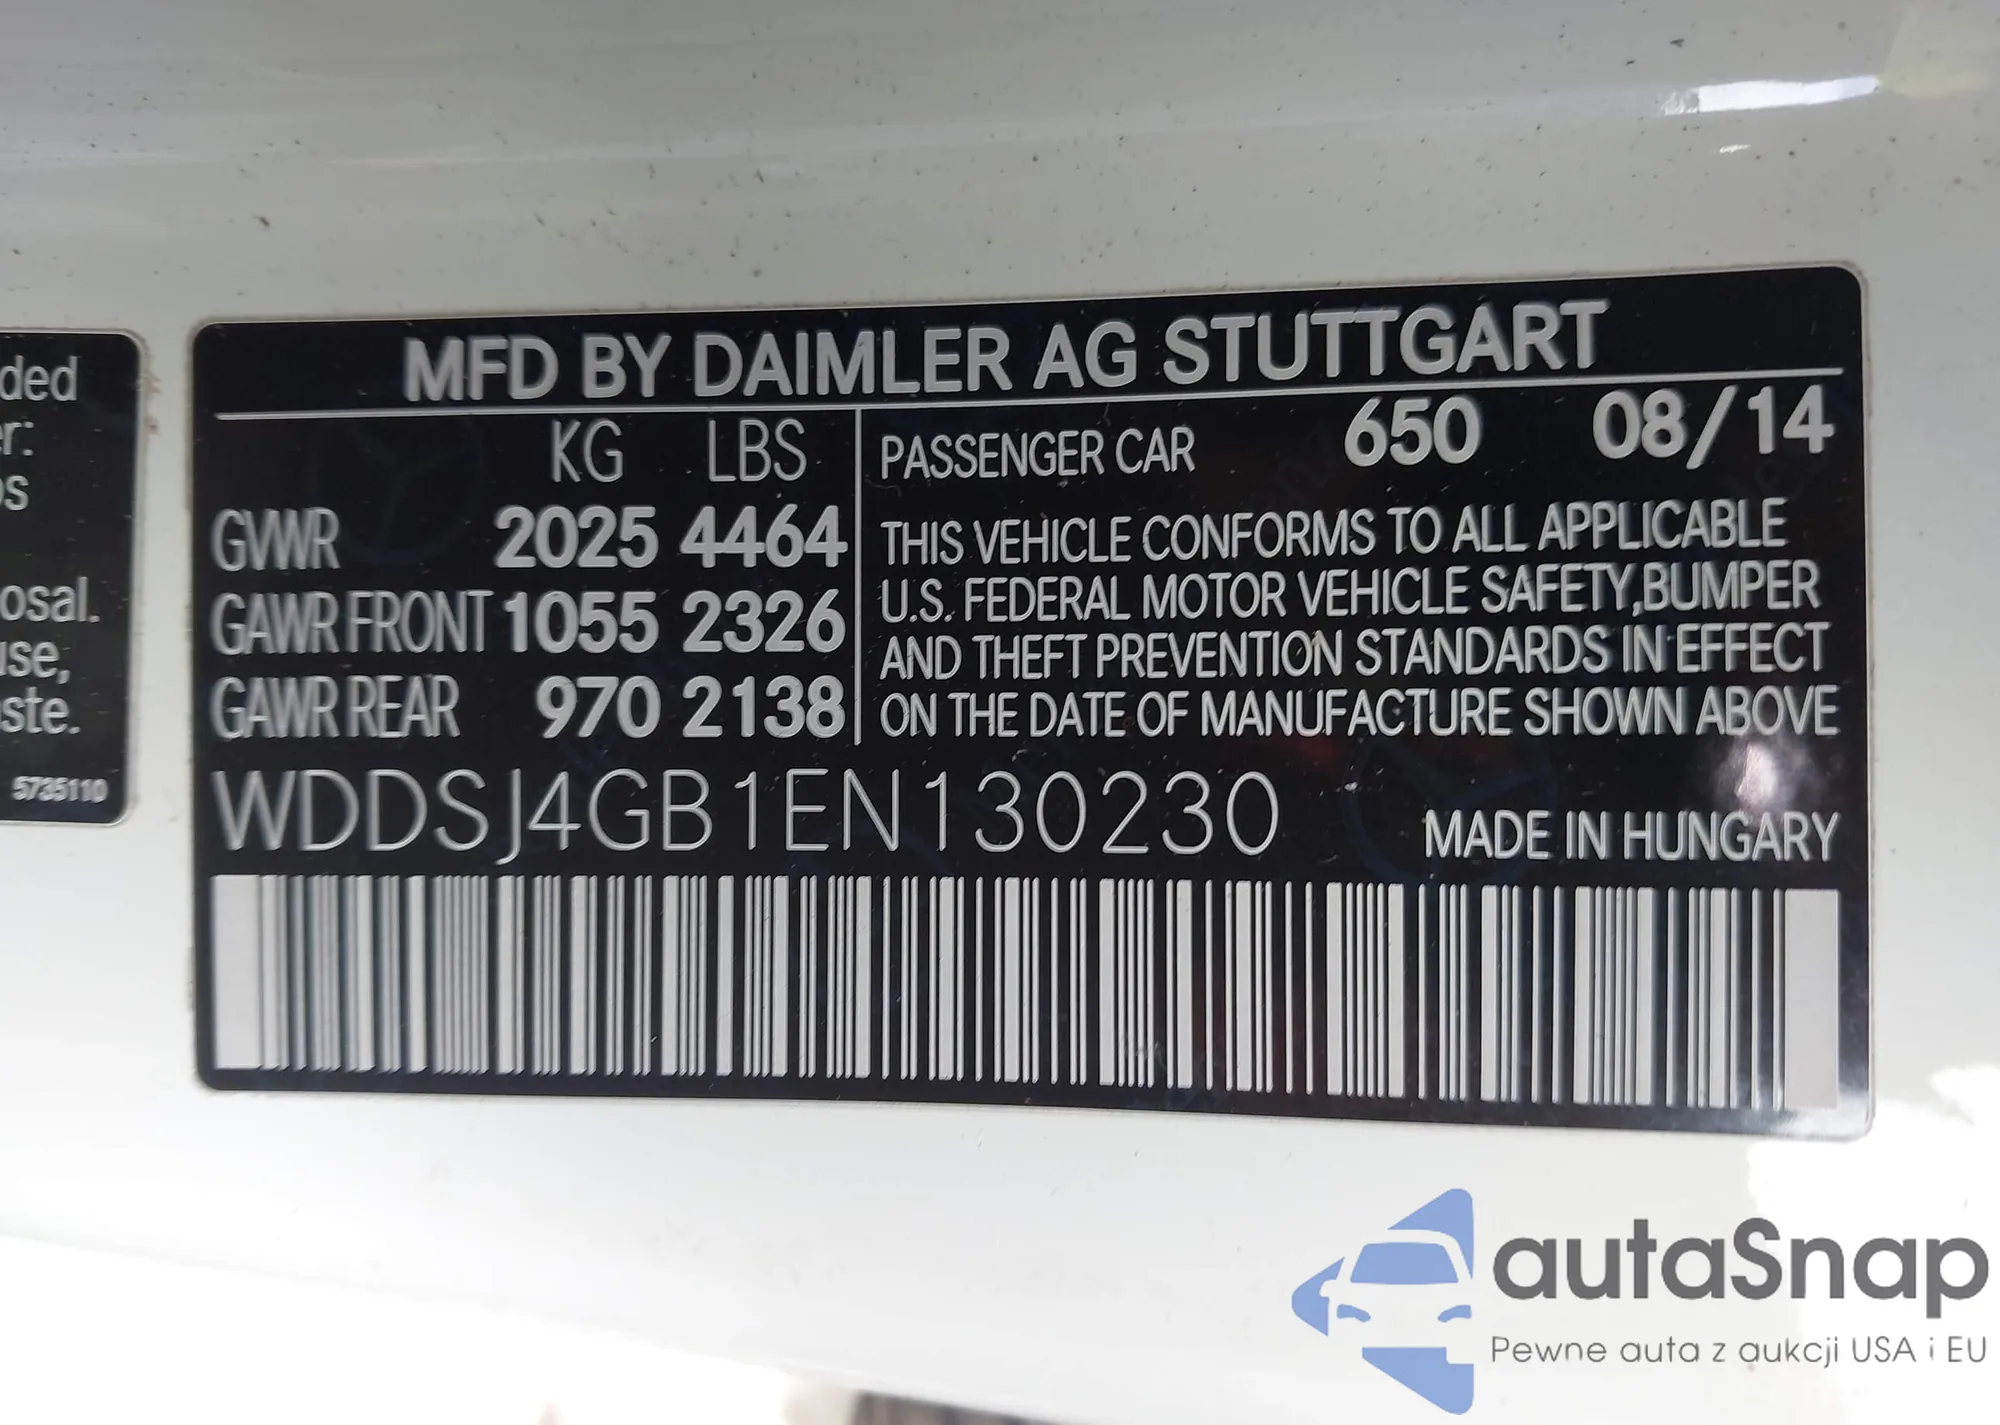 MFD BY DAIMLER AG STUTTGART
KG LBS
GVWR 2025 4464
GAWR FRONT 1055 2326
GAWR REAR 970 2138
PASSENGER CAR 650 08/14
THIS VEHICLE CONFORMS TO ALL APPLICABLE
U.S. FEDERAL MOTOR VEHICLE SAFETY,BUMPER
AND THEFT PREVENTION STANDARDS IN EFFECT
ON THE DATE OF MANUFACTURE SHOWN ABOVE
WDDSJ4GB1EN130230
MADE IN HUNGARY
ded
er:
os
osal.
use,
ste.
5735110
autaSnap
Pewne auta z aukcji USA i EU